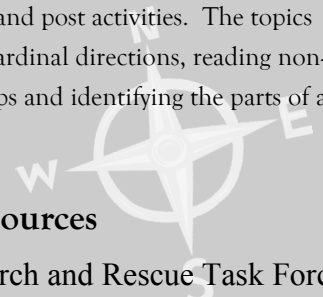 N
and post activities. The topics
ardinal directions, reading non-
ps and identifying the parts of a
E
W
ources
rch and Rescue Task Forc
S